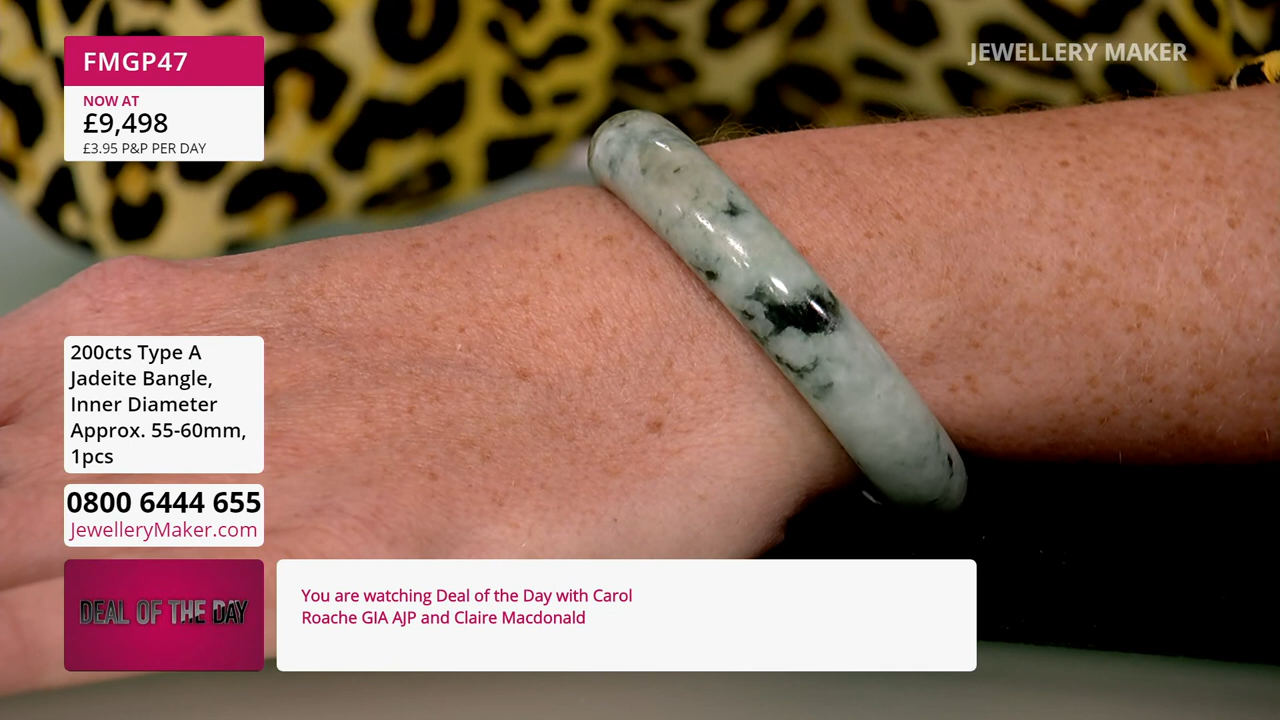 FMGP47
NOW AT
£9,498
£3.95 P&P PER DAY
JEWELLERY MAKER
200cts Type A
Jadeite Bangle,
Inner Diameter
Approx. 55-60mm,
1pcs
0800 6444 655
JewelleryMaker.com
DEAL OF THE DAY
You are watching Deal of the Day with Carol
Roache GIA AJP and Claire Macdonald